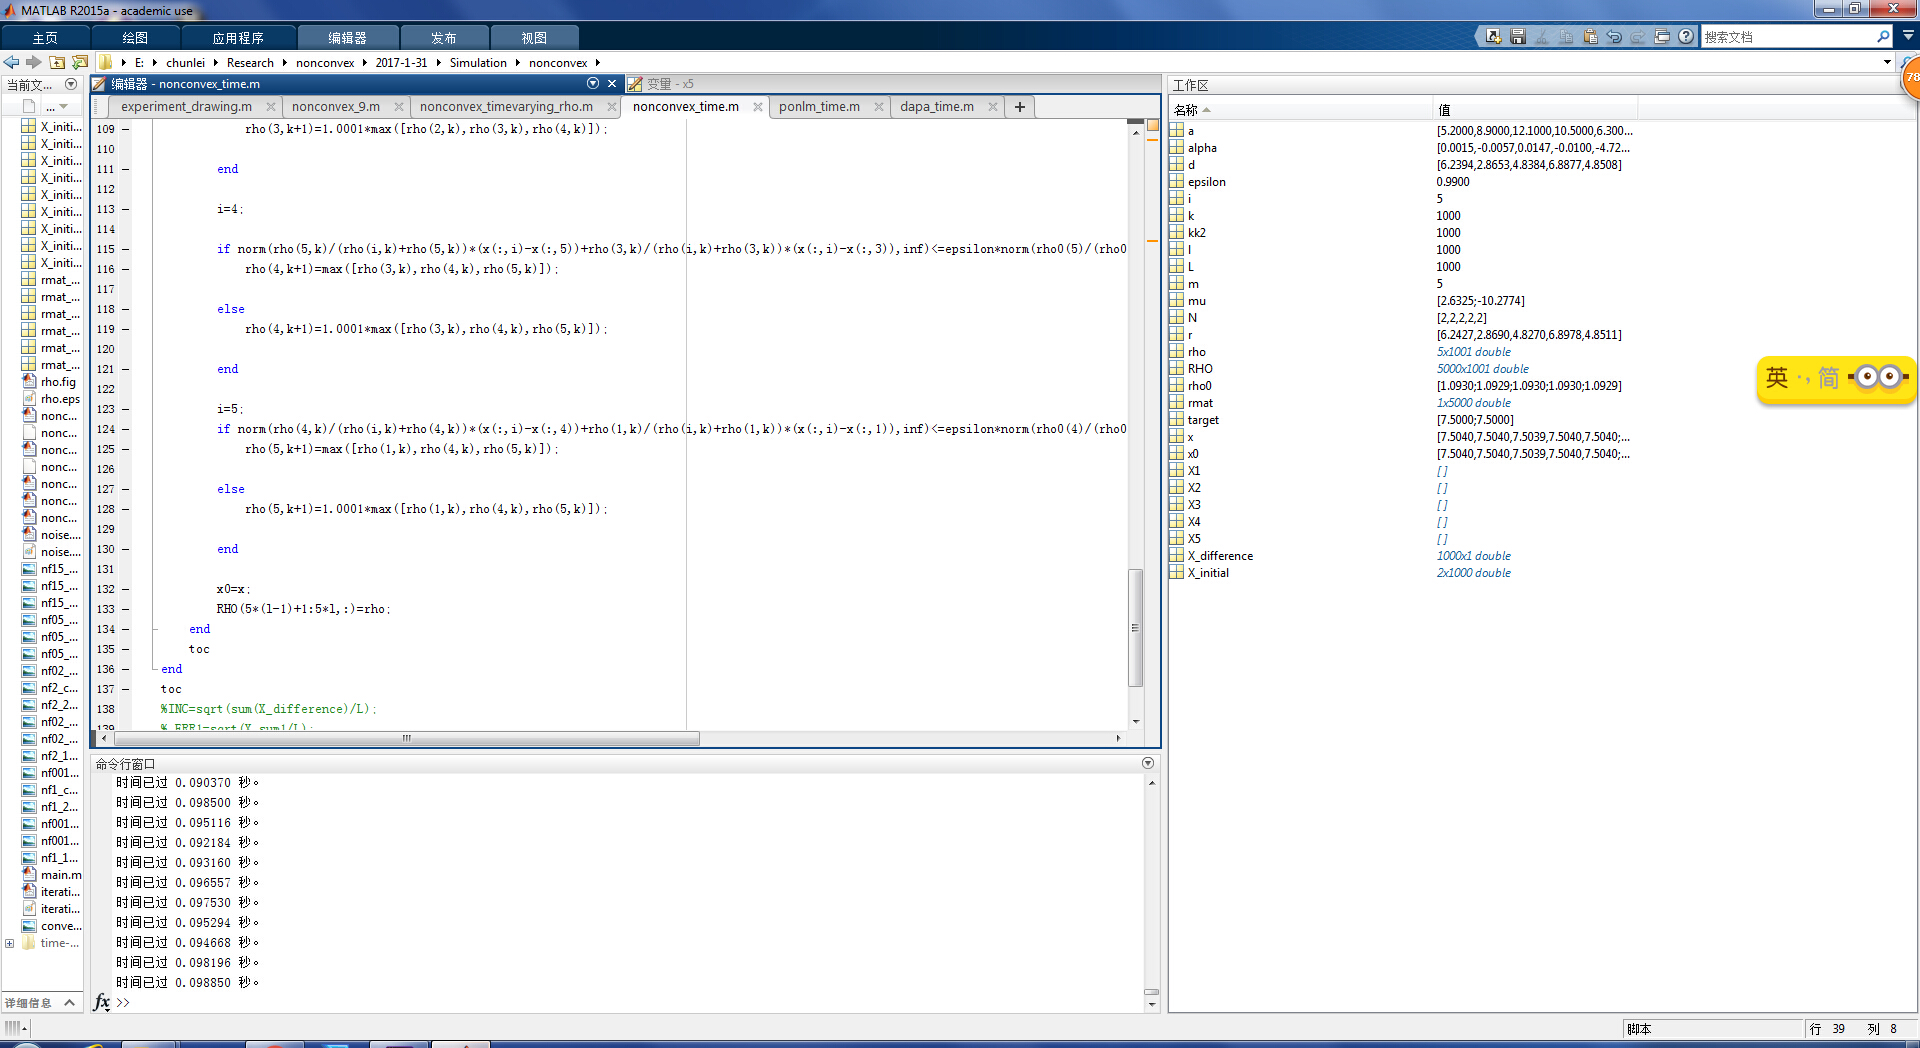 MATLAB R2015a - academic use
主页 绘图 应用程序 编辑器 发布 视图
搜索文档
E: chunlei Research nonconvex 2017-1-31 Simulation nonconvex
78
当前文...
...
X_initi...
X_initi...
X_initi...
X_initi...
X_initi...
X_initi...
X_initi...
X_initi...
X_initi...
rmat_...
rmat_...
rmat_...
rmat_...
rmat_...
rmat_...
rho.fig
rho.eps
nonc...
nonc...
nonc...
nonc...
nonc...
nonc...
nonc...
noise....
noise....
nf15_...
nf15_...
nf15_...
nf05_...
nf05_...
nf05_...
nf02_...
nf2_c...
nf2_2...
nf02_...
nf02_...
nf2_1...
nf001...
nf1_c...
nf1_2...
nf001...
nf001...
nf1_1...
main.m
iterati...
iterati...
conve...
time-...
详细信息
编辑器 - nonconvex_time.m
变量 - x5
experiment_drawing.m nonconvex_9.m nonconvex_timevarying_rho.m nonconvex_time.m ponlm_time.m dapa_time.m +
109 – rho(3,k+1)=1.0001*max([rho(2,k),rho(3,k),rho(4,k)]);
110
111 – end
112
113 – i=4;
114
115 – if norm(rho(5,k)/(rho(i,k)+rho(5,k))*(x(:,i)-x(:,5))+rho(3,k)/(rho(i,k)+rho(3,k))*(x(:,i)-x(:,3)),inf)<=epsilon*norm(rho0(5)/(rho0
116 – rho(4,k+1)=max([rho(3,k),rho(4,k),rho(5,k)]);
117
118 – else
119 – rho(4,k+1)=1.0001*max([rho(3,k),rho(4,k),rho(5,k)]);
120
121 – end
122
123 – i=5;
124 – if norm(rho(4,k)/(rho(i,k)+rho(4,k))*(x(:,i)-x(:,4))+rho(1,k)/(rho(i,k)+rho(1,k))*(x(:,i)-x(:,1)),inf)<=epsilon*norm(rho0(4)/(rho0
125 – rho(5,k+1)=max([rho(1,k),rho(4,k),rho(5,k)]);
126
127 – else
128 – rho(5,k+1)=1.0001*max([rho(1,k),rho(4,k),rho(5,k)]);
129
130 – end
131
132 – x0=x;
133 – RHO(5*(l-1)+1:5*l,:)=rho;
134 – end
135 – toc
136 – end
137 – toc
138 %INC=sqrt(sum(X_difference)/L);
139 % ERR1=sqrt(X_sum1/L);
命令行窗口
时间已过 0.090370 秒。
时间已过 0.098500 秒。
时间已过 0.095116 秒。
时间已过 0.092184 秒。
时间已过 0.093160 秒。
时间已过 0.096557 秒。
时间已过 0.097530 秒。
时间已过 0.095294 秒。
时间已过 0.094668 秒。
时间已过 0.098196 秒。
时间已过 0.098850 秒。
fx >>
工作区
名称 值
a [5.2000,8.9000,12.1000,10.5000,6.300...
alpha [0.0015,-0.0057,0.0147,-0.0100,-4.72...
d [6.2394,2.8653,4.8384,6.8877,4.8508]
epsilon 0.9900
i 5
k 1000
kk2 1000
l 1000
L 1000
m 5
mu [2.6325;-10.2774]
N [2,2,2,2,2]
r [6.2427,2.8690,4.8270,6.8978,4.8511]
rho 5x1001 double
RHO 5000x1001 double
rho0 [1.0930;1.0929;1.0930;1.0930;1.0929]
rmat 1x5000 double
target [7.5000;7.5000]
x [7.5040,7.5040,7.5039,7.5040,7.5040;...
x0 [7.5040,7.5040,7.5039,7.5040,7.5040;...
X1 []
X2 []
X3 []
X4 []
X5 []
X_difference 1000x1 double
X_initial 2x1000 double
英 ·, 简
脚本 行 39 列 8